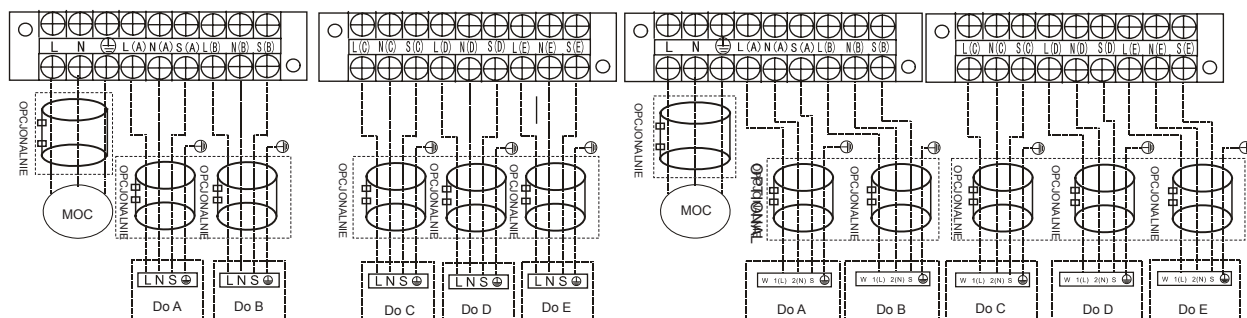 L N L(A) N(A) S(A) L(B) N(B) S(B)
L(C) N(C) S(C) L(D) N(D) S(D) L(E) N(E) S(E)
L N L(A) N(A) S(A) L(B) N(B) S(B)
L(C) N(C) S(C) L(D) N(D) S(D) L(E) N(E) S(E)
OPCJONALNIE
MOC
OPCJONALNIE
OPCJONALNIE
OPCJONALNIE
OPCJONALNIE
OPCJONALNIE
OPCJONALNIE
MOC
OPTIONAL
OPCJONALNIE
OPCJONALNIE
OPCJONALNIE
OPCJONALNIE
L N S
L N S
L N S
L N S
L N S
W 1(L) 2(N) S
W 1(L) 2(N) S
W 1(L) 2(N) S
W 1(L) 2(N) S
W 1(L) 2(N) S
Do A
Do B
Do C
Do D
Do E
Do A
Do B
Do C
Do D
Do E